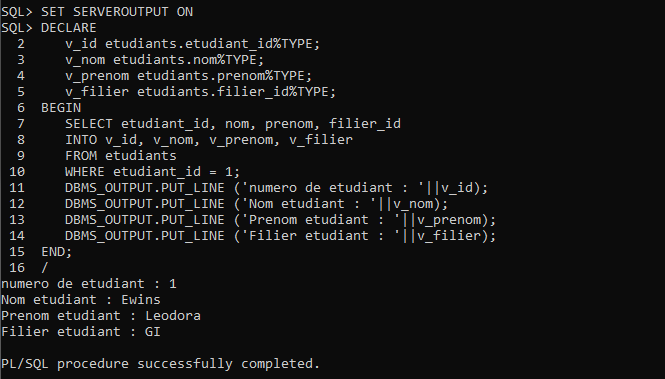 SQL> SET SERVEROUTPUT ON
SQL> DECLARE
  2     v_id etudiants.etudiant_id%TYPE;
  3     v_nom etudiants.nom%TYPE;
  4     v_prenom etudiants.prenom%TYPE;
  5     v_filier etudiants.filier_id%TYPE;
  6  BEGIN
  7     SELECT etudiant_id, nom, prenom, filier_id
  8     INTO v_id, v_nom, v_prenom, v_filier
  9     FROM etudiants
 10     WHERE etudiant_id = 1;
 11     DBMS_OUTPUT.PUT_LINE ('numero de etudiant : '||v_id);
 12     DBMS_OUTPUT.PUT_LINE ('Nom etudiant : '||v_nom);
 13     DBMS_OUTPUT.PUT_LINE ('Prenom etudiant : '||v_prenom);
 14     DBMS_OUTPUT.PUT_LINE ('Filier etudiant : '||v_filier);
 15  END;
 16  /
numero de etudiant : 1
Nom etudiant : Ewins
Prenom etudiant : Leodora
Filier etudiant : GI
PL/SQL procedure successfully completed.